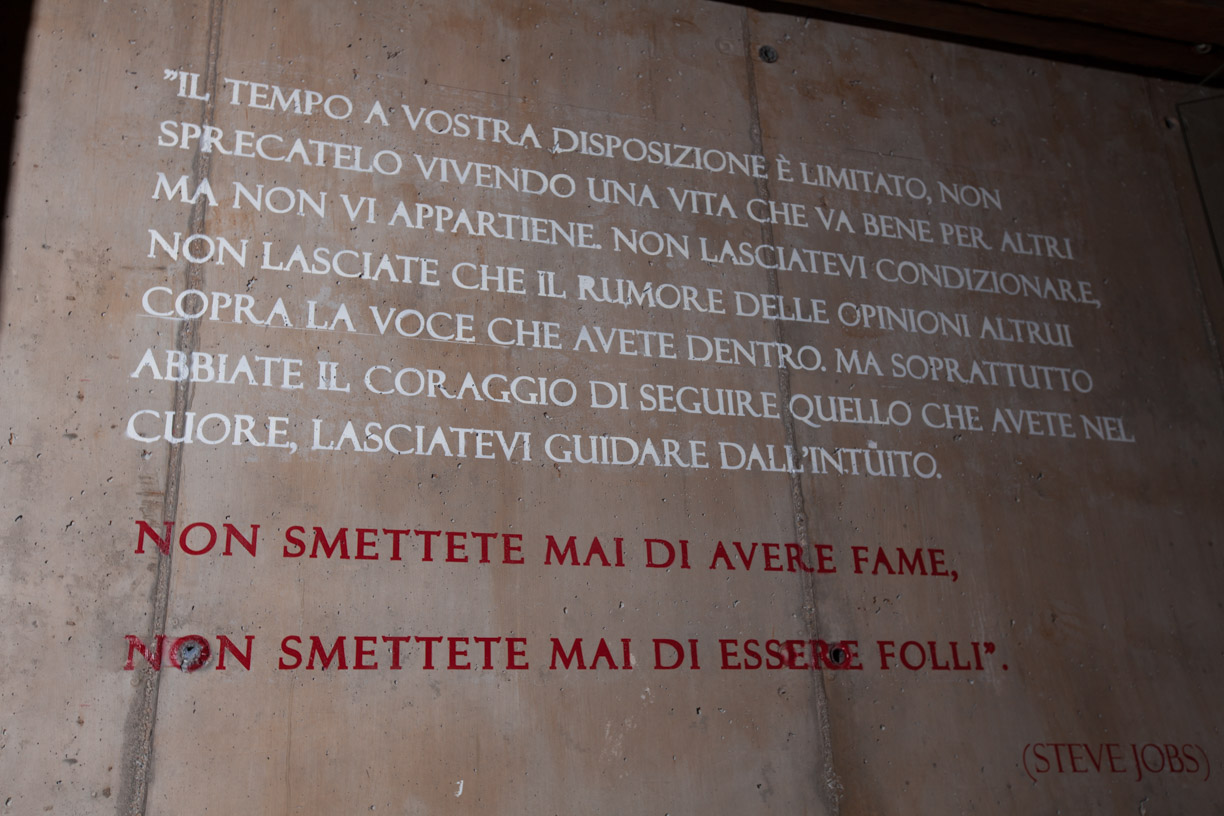 "IL TEMPO A VOSTRA DISPOSIZIONE È LIMITATO, NON
SPRECATELO VIVENDO UNA VITA CHE VA BENE PER ALTRI
MA NON VI APPARTIENE. NON LASCIATEVI CONDIZIONARE,
NON LASCIATE CHE IL RUMORE DELLE OPINIONI ALTRUI
COPRA LA VOCE CHE AVETE DENTRO. MA SOPRATTUTTO
ABBIATE IL CORAGGIO DI SEGUIRE QUELLO CHE AVETE NEL
CUORE, LASCIATEVI GUIDARE DALL'INTÙITO.
NON SMETTETE MAI DI AVERE FAME,
NON SMETTETE MAI DI ESSERE FOLLI".
(STEVE JOBS)